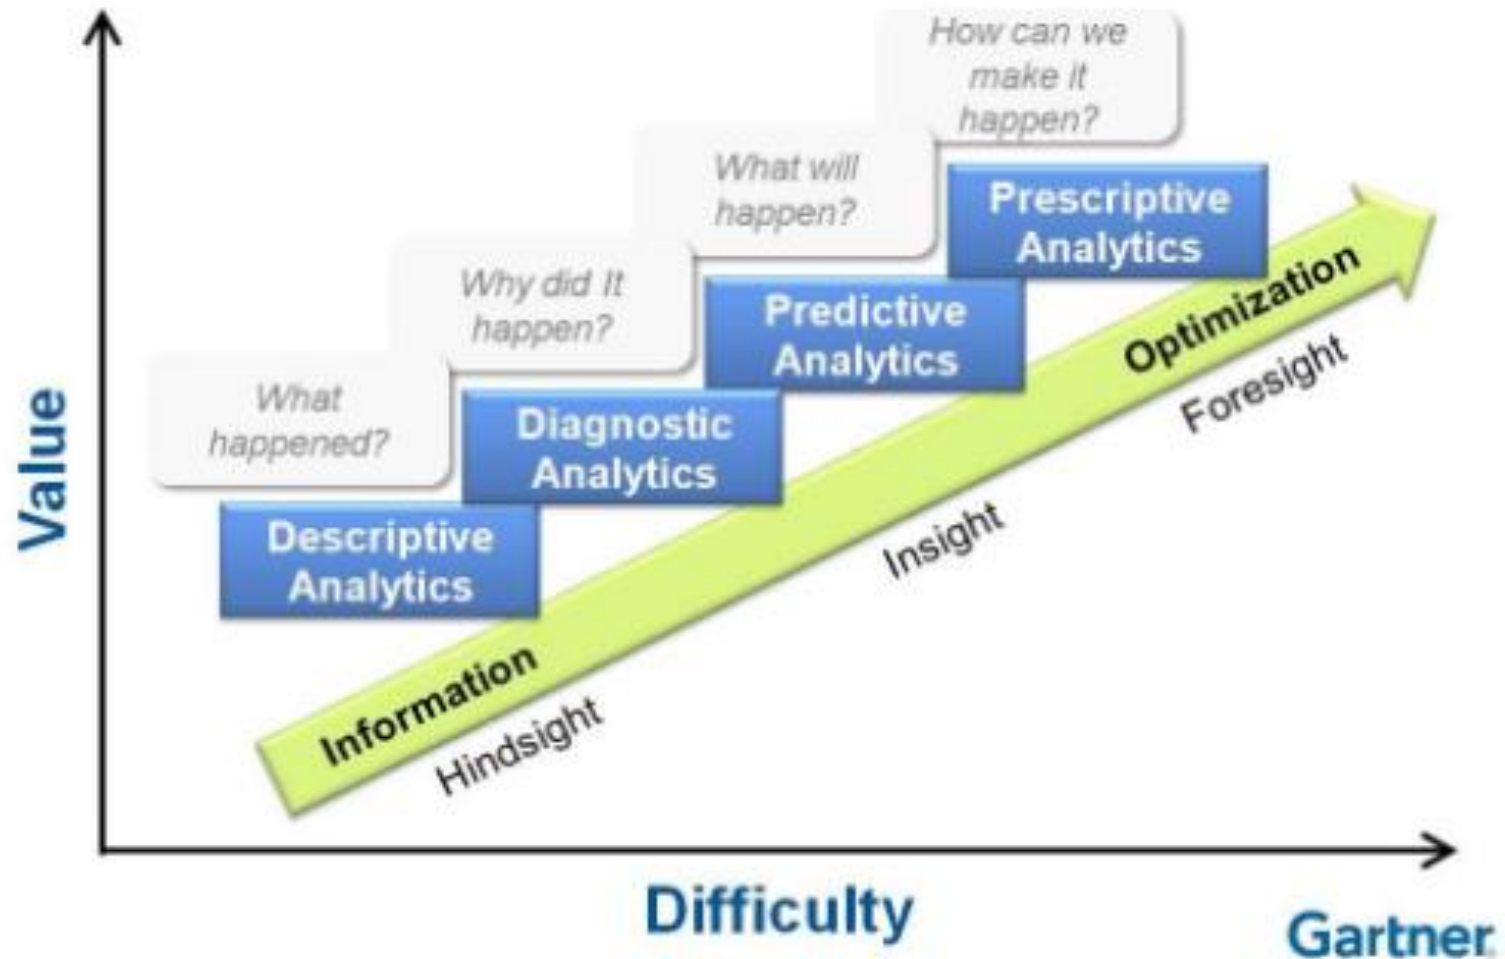 How can we
make it
happen?
What will
happen?
Prescriptive
Analytics
Why did It
happen?
Predictive
Analytics
What
happened?
Diagnostic
Analytics
Descriptive
Analytics
Value
Information
Optimization
Hindsight
Insight
Foresight
Difficulty
Gartner